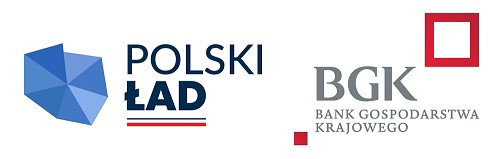 POLSKI
ŁAD
BGK
BANK GOSPODARSTWA
KRAJOWEGO